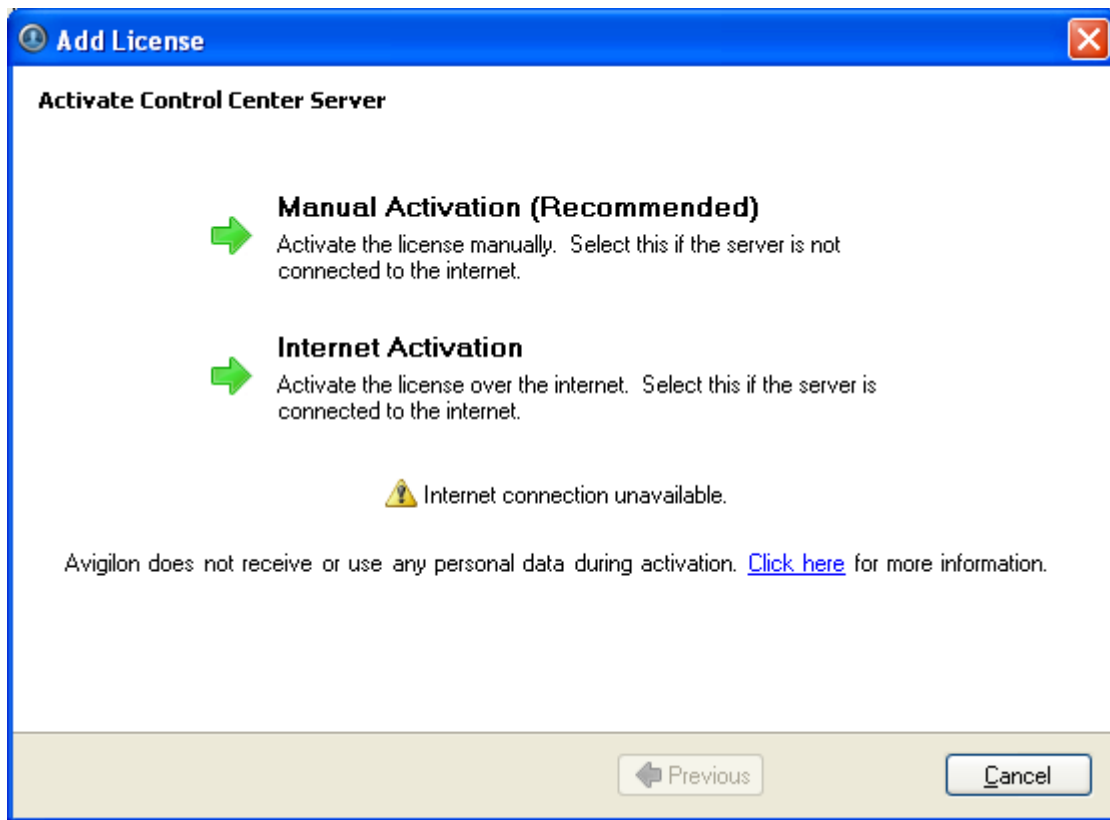 Add License
Activate Control Center Server
Manual Activation (Recommended)
Activate the license manually.  Select this if the server is not
connected to the internet.
Internet Activation
Activate the license over the internet.  Select this if the server is
connected to the internet.
Internet connection unavailable.
Avigilon does not receive or use any personal data during activation. Click here for more information.
Previous
Cancel